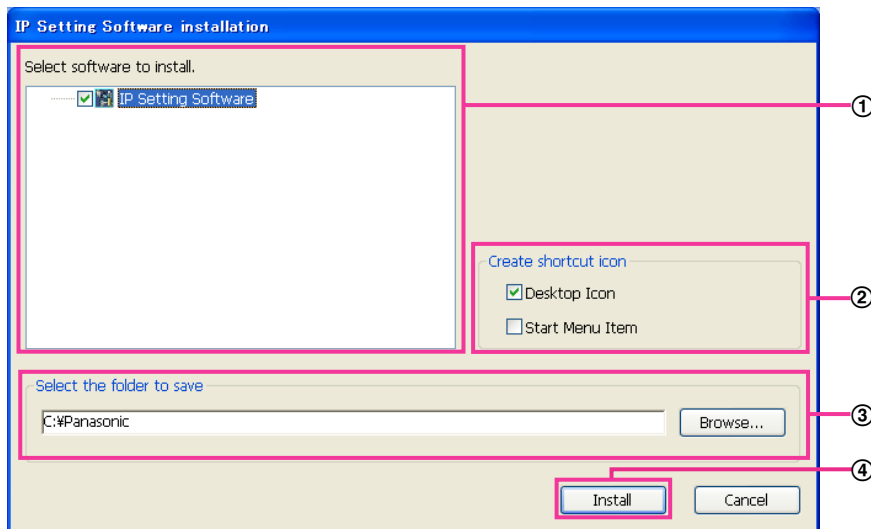 IP Setting Software installation
Select software to install.
IP Setting Software
①
Create shortcut icon
Desktop Icon
Start Menu Item
②
Select the folder to save
C:¥Panasonic
Browse...
③
④
Install
Cancel